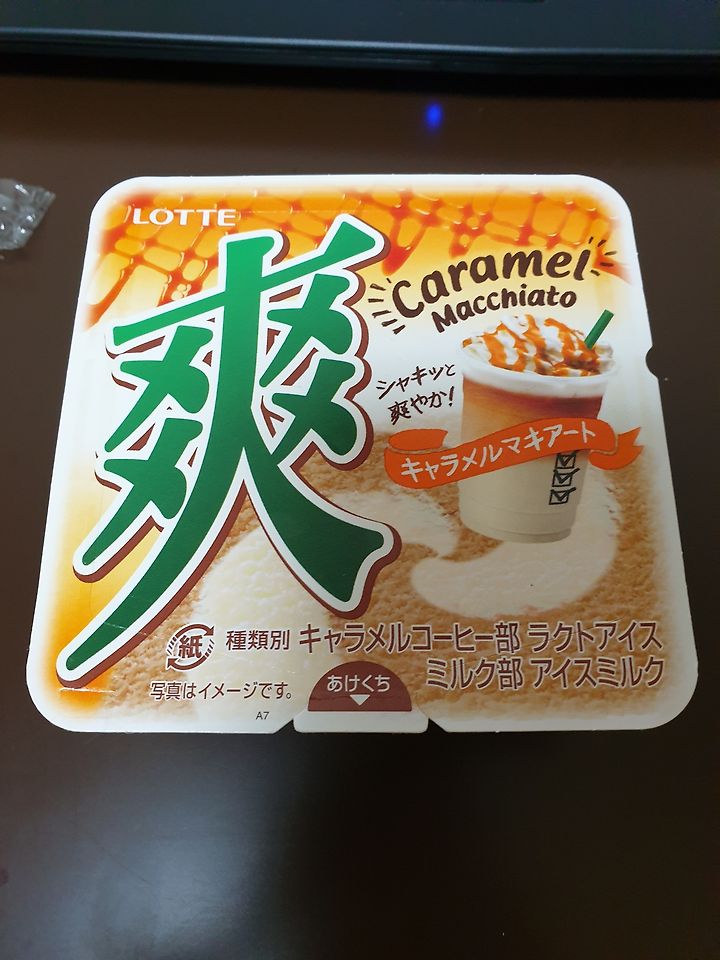 LOTTE
爽
Caramel
Macchiato
シャキッと
爽やか!
キャラメルマキアート
紙
種類別 キャラメルコーヒー部 ラクトアイス
ミルク部 アイスミルク
写真はイメージです。
あけくち
A7